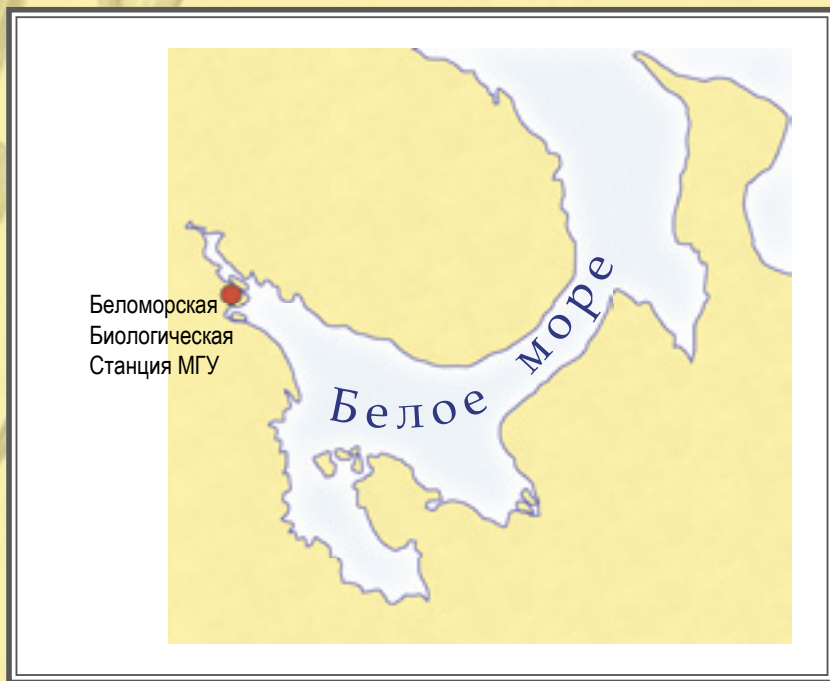 Беломорская
Биологическая
Станция МГУ
Белое море